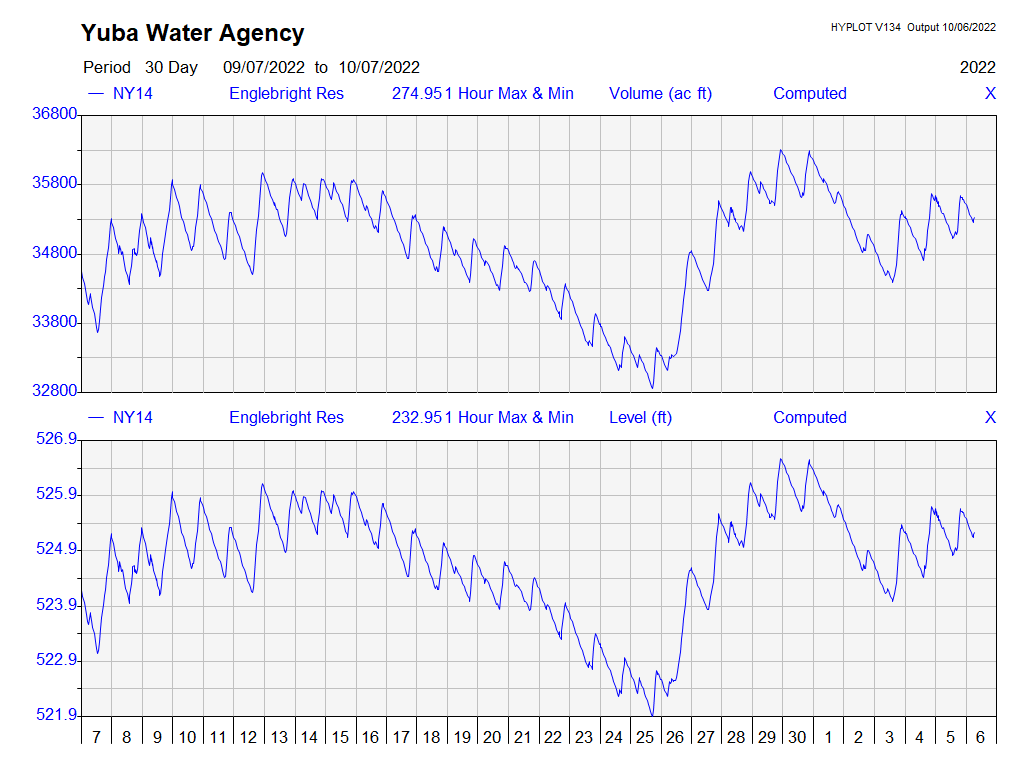 Yuba Water Agency
HYPLOT V134 Output 10/06/2022
Period 30 Day 09/07/2022 to 10/07/2022 2022
— NY14 Englebright Res 274.951 Hour Max & Min Volume (ac ft) Computed X
36800
35800
34800
33800
32800
— NY14 Englebright Res 232.951 Hour Max & Min Level (ft) Computed X
526.9
525.9
524.9
523.9
522.9
521.9
7 8 9 10 11 12 13 14 15 16 17 18 19 20 21 22 23 24 25 26 27 28 29 30 1 2 3 4 5 6